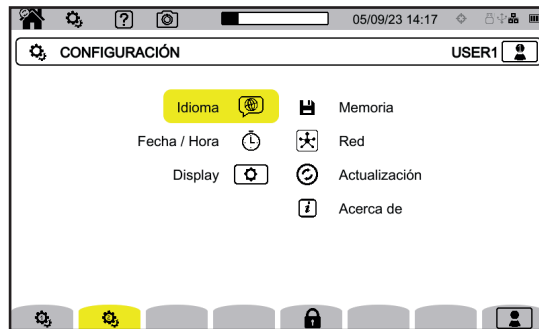 05/09/23 14:17
CONFIGURACIÓN
USER1
Idioma
Memoria
Fecha / Hora
Red
Display
Actualización
Acerca de